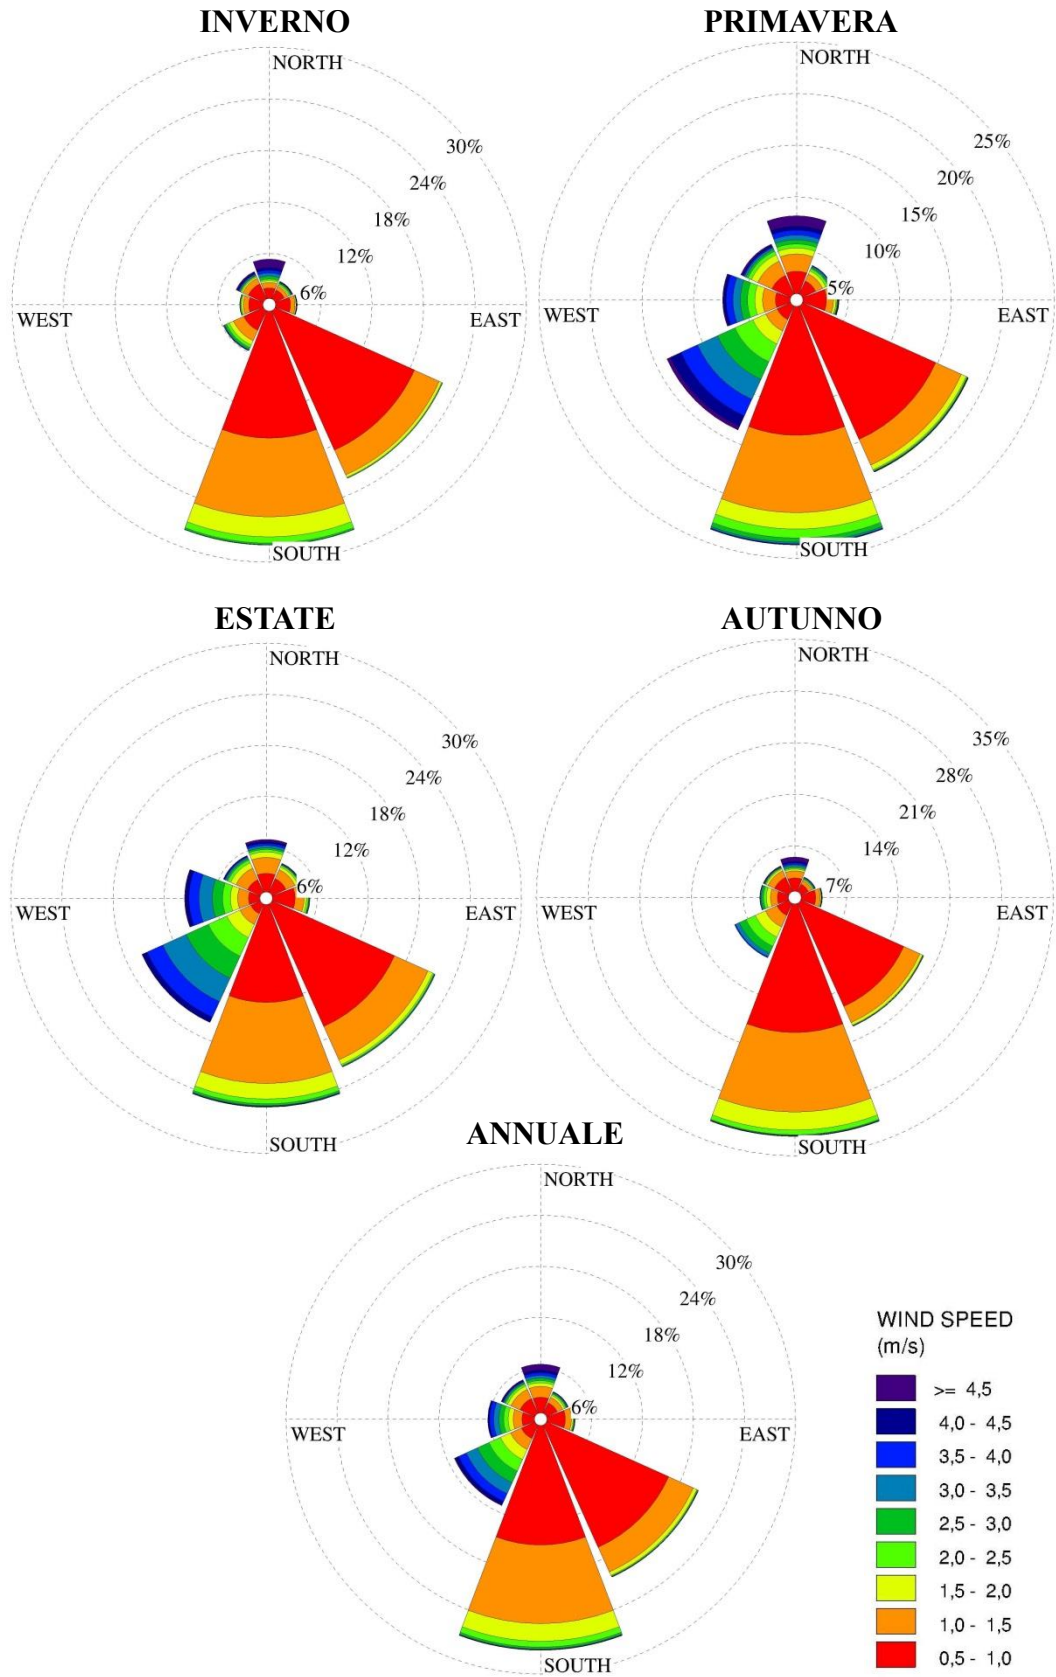 INVERNO
NORTH
30%
24%
18%
12%
6%
WEST
EAST
SOUTH
PRIMAVERA
NORTH
25%
20%
15%
10%
5%
WEST
EAST
SOUTH
ESTATE
NORTH
30%
24%
18%
12%
6%
WEST
EAST
SOUTH
AUTUNNO
NORTH
35%
28%
21%
14%
7%
WEST
EAST
SOUTH
ANNUALE
NORTH
30%
24%
18%
12%
6%
WEST
EAST
SOUTH
WIND SPEED
(m/s)
>= 4,5
4,0 - 4,5
3,5 - 4,0
3,0 - 3,5
2,5 - 3,0
2,0 - 2,5
1,5 - 2,0
1,0 - 1,5
0,5 - 1,0